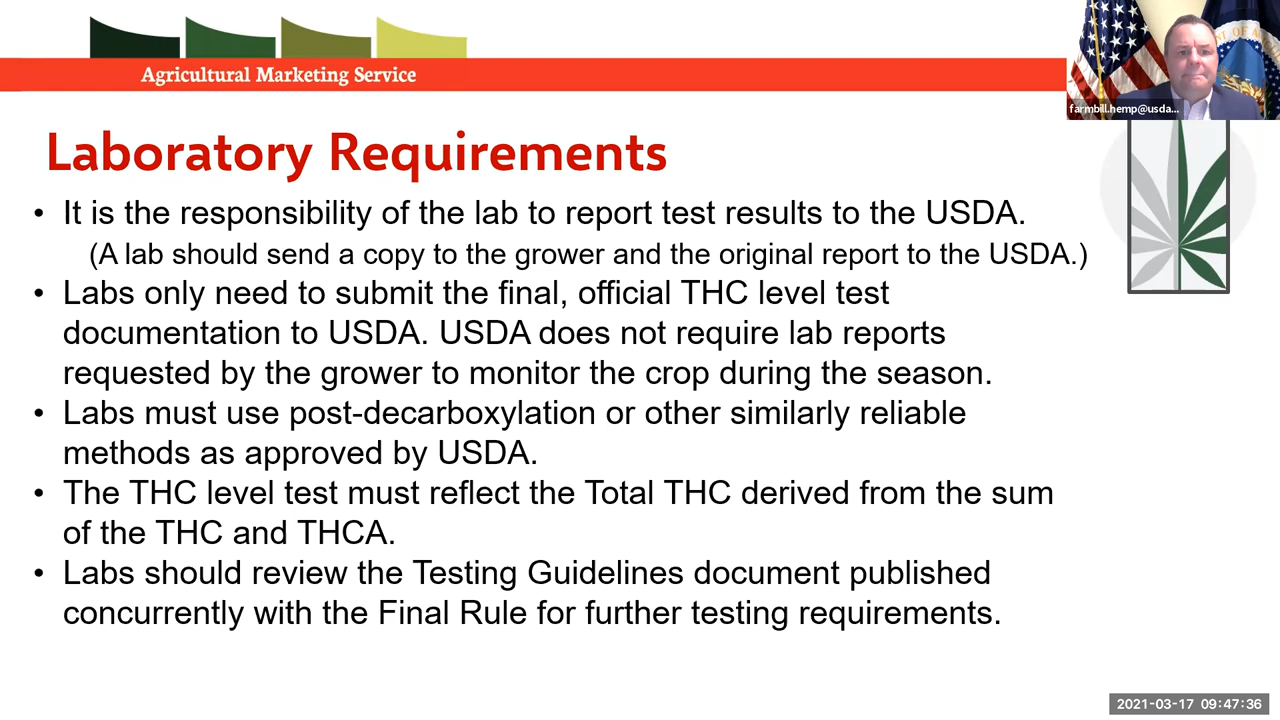 Agricultural Marketing Service
farmbill.hemp@usda...
Laboratory Requirements
• It is the responsibility of the lab to report test results to the USDA.
(A lab should send a copy to the grower and the original report to the USDA.)
• Labs only need to submit the final, official THC level test
documentation to USDA. USDA does not require lab reports
requested by the grower to monitor the crop during the season.
• Labs must use post-decarboxylation or other similarly reliable
methods as approved by USDA.
• The THC level test must reflect the Total THC derived from the sum
of the THC and THCA.
• Labs should review the Testing Guidelines document published
concurrently with the Final Rule for further testing requirements.
2021-03-17 09:47:36